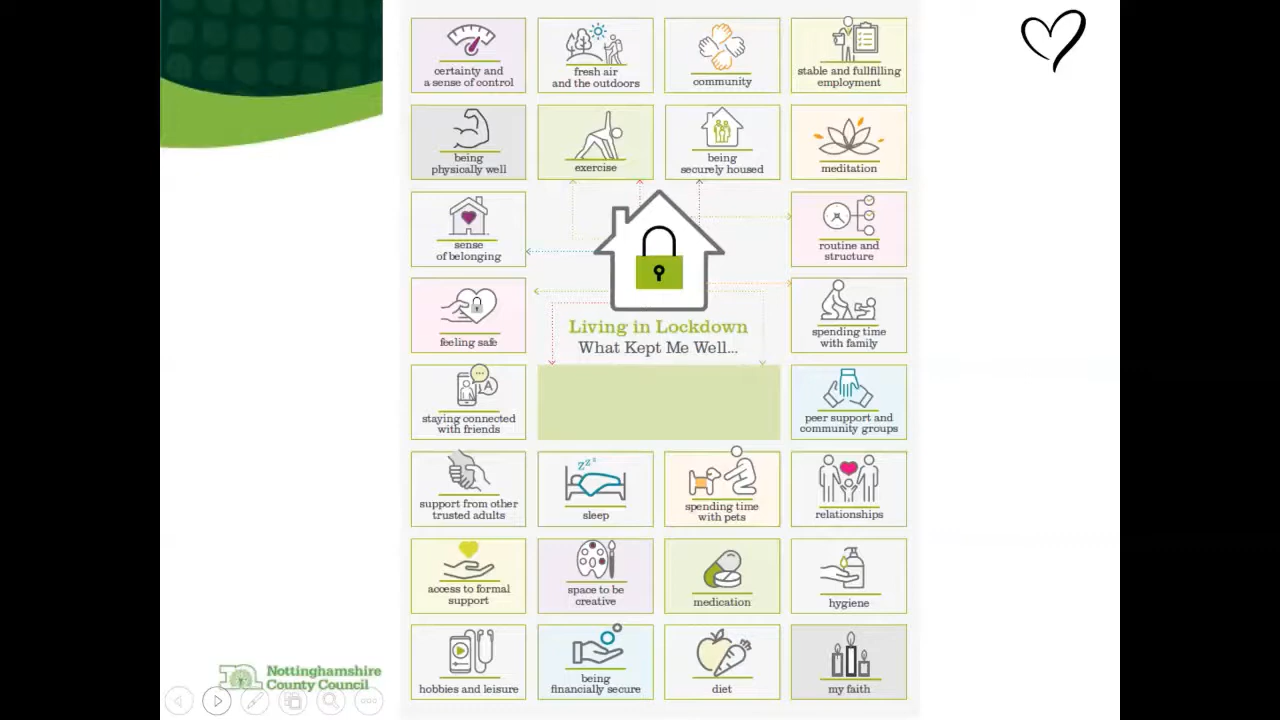 certainty and
a sense of control
fresh air
and the outdoors
community
stable and fullfilling
employment
being
physically well
exercise
being
securely housed
meditation
sense
of belonging
routine and
structure
feeling safe
Living in Lockdown
What Kept Me Well...
spending time
with family
A
staying connected
with friends
peer support and
community groups
support from other
trusted adults
zzz
sleep
spending time
with pets
relationships
access to formal
support
space to be
creative
medication
hygiene
hobbies and leisure
being
financially secure
diet
my faith
Nottinghamshire
County Council